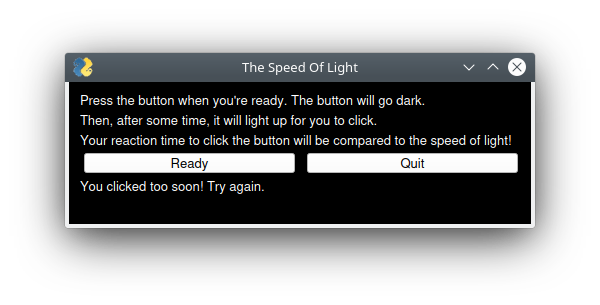 The Speed Of Light
Press the button when you're ready. The button will go dark.
Then, after some time, it will light up for you to click.
Your reaction time to click the button will be compared to the speed of light!
Ready Quit
You clicked too soon! Try again.